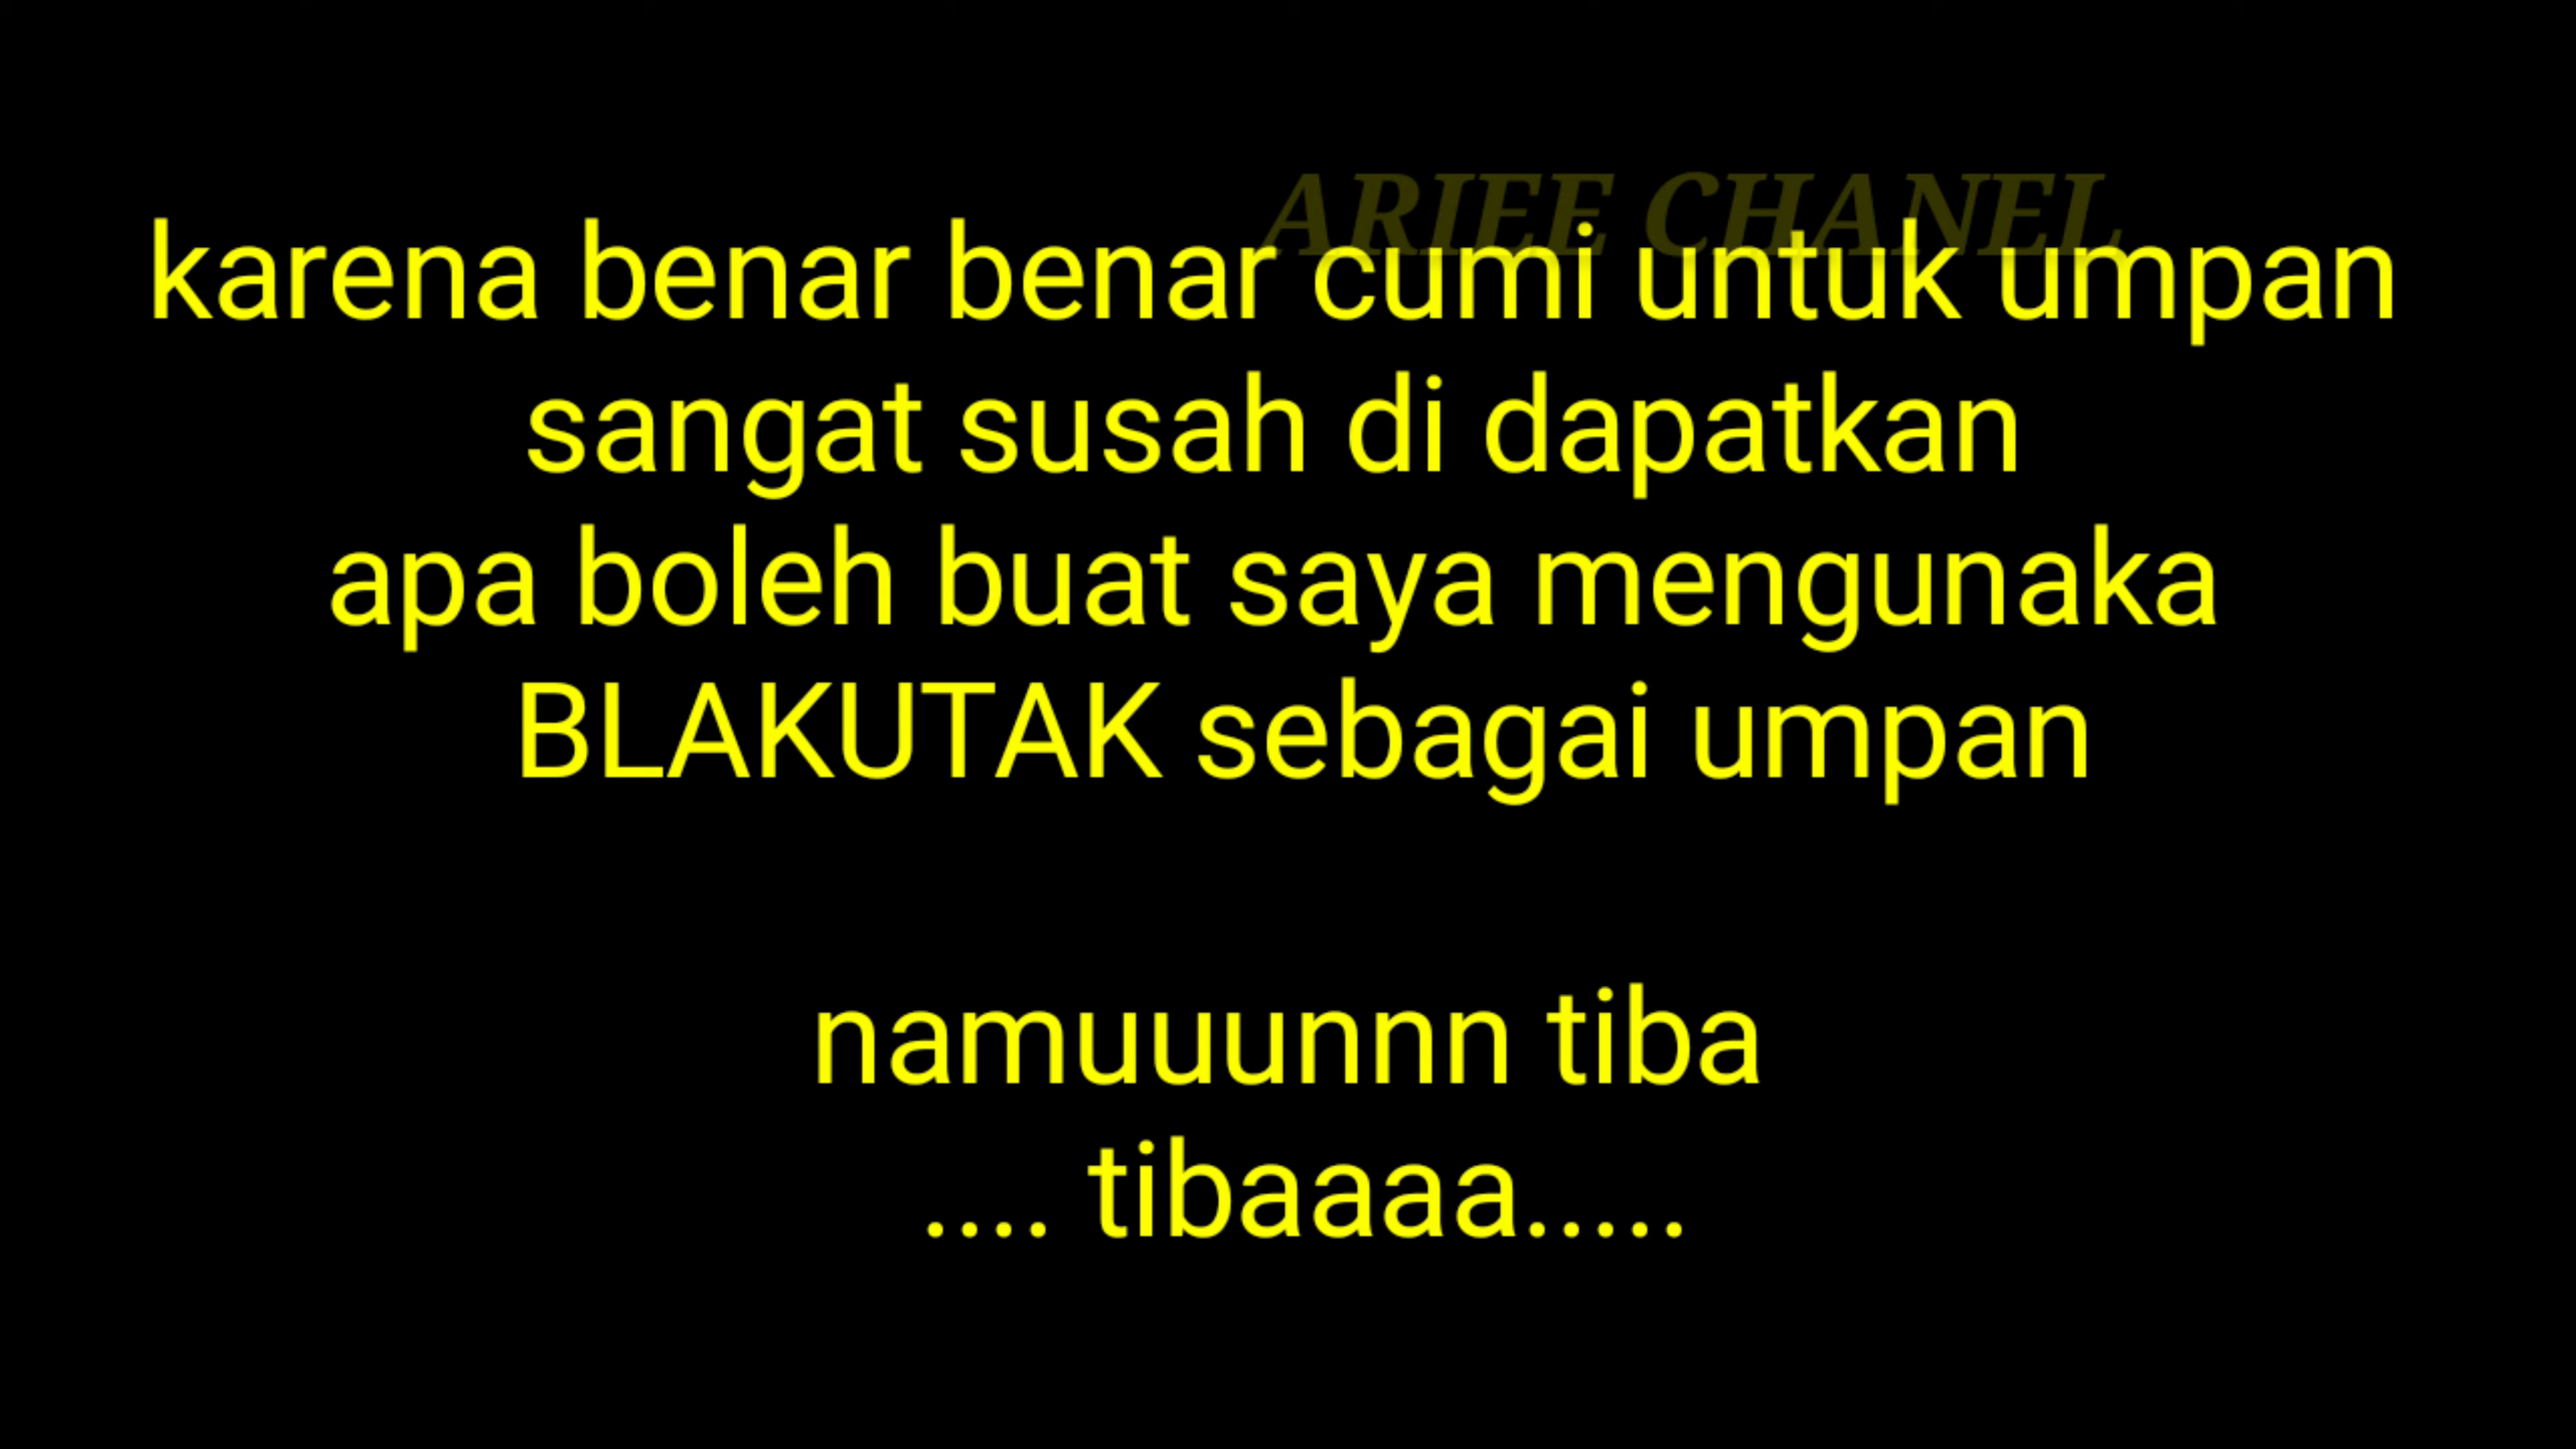 ARIEE CHANEL
karena benar benar cumi untuk umpan
sangat susah di dapatkan
apa boleh buat saya mengunaka
BLAKUTAK sebagai umpan
namuuunnn tiba
.... tibaaaa.....